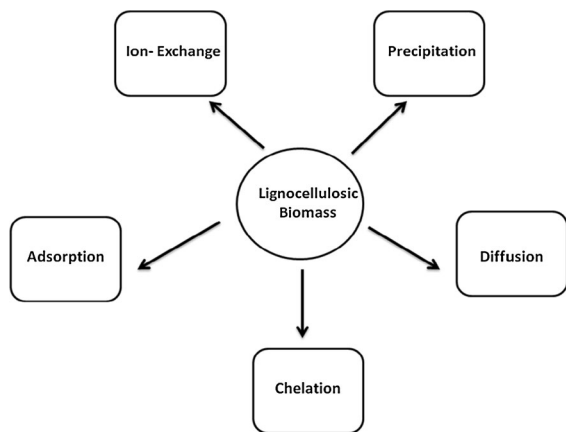 Ion- Exchange
Precipitation
Lignocellulosic
Biomass
Adsorption
Diffusion
Chelation